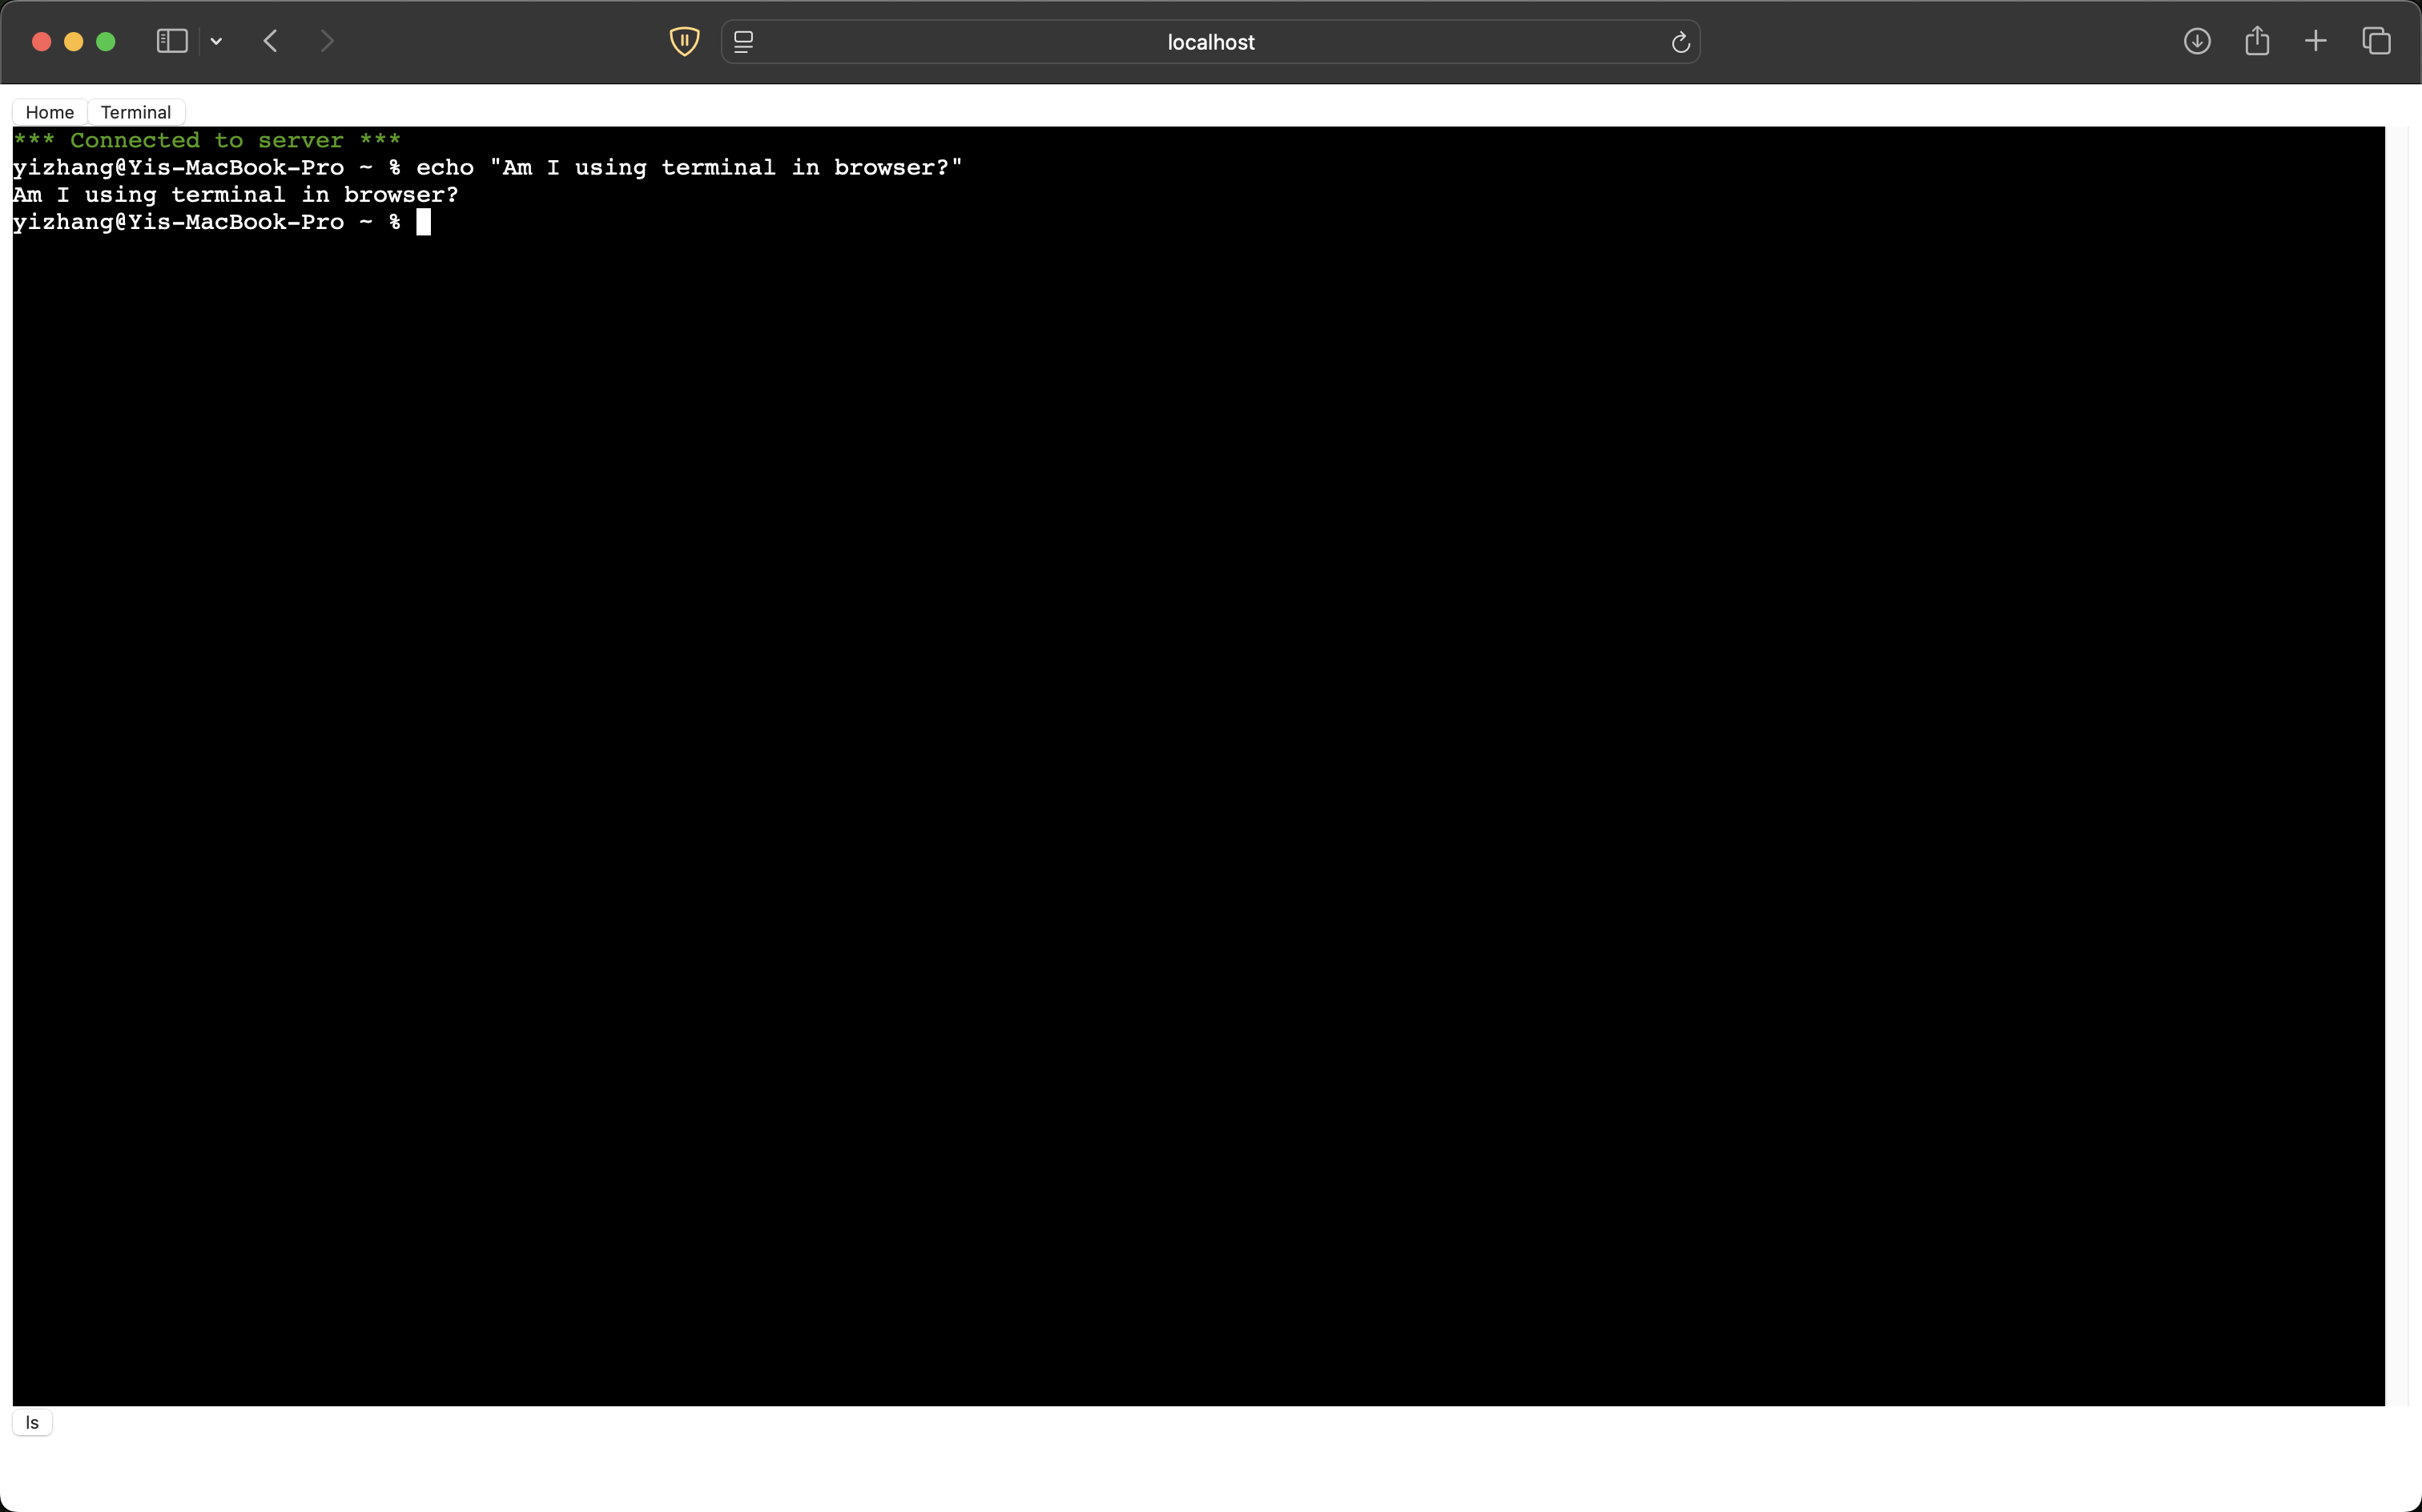 localhost
Home Terminal
*** Connected to server ***
yizhang@Yis-MacBook-Pro ~ % echo "Am I using terminal in browser?"
Am I using terminal in browser?
yizhang@Yis-MacBook-Pro ~ %
ls